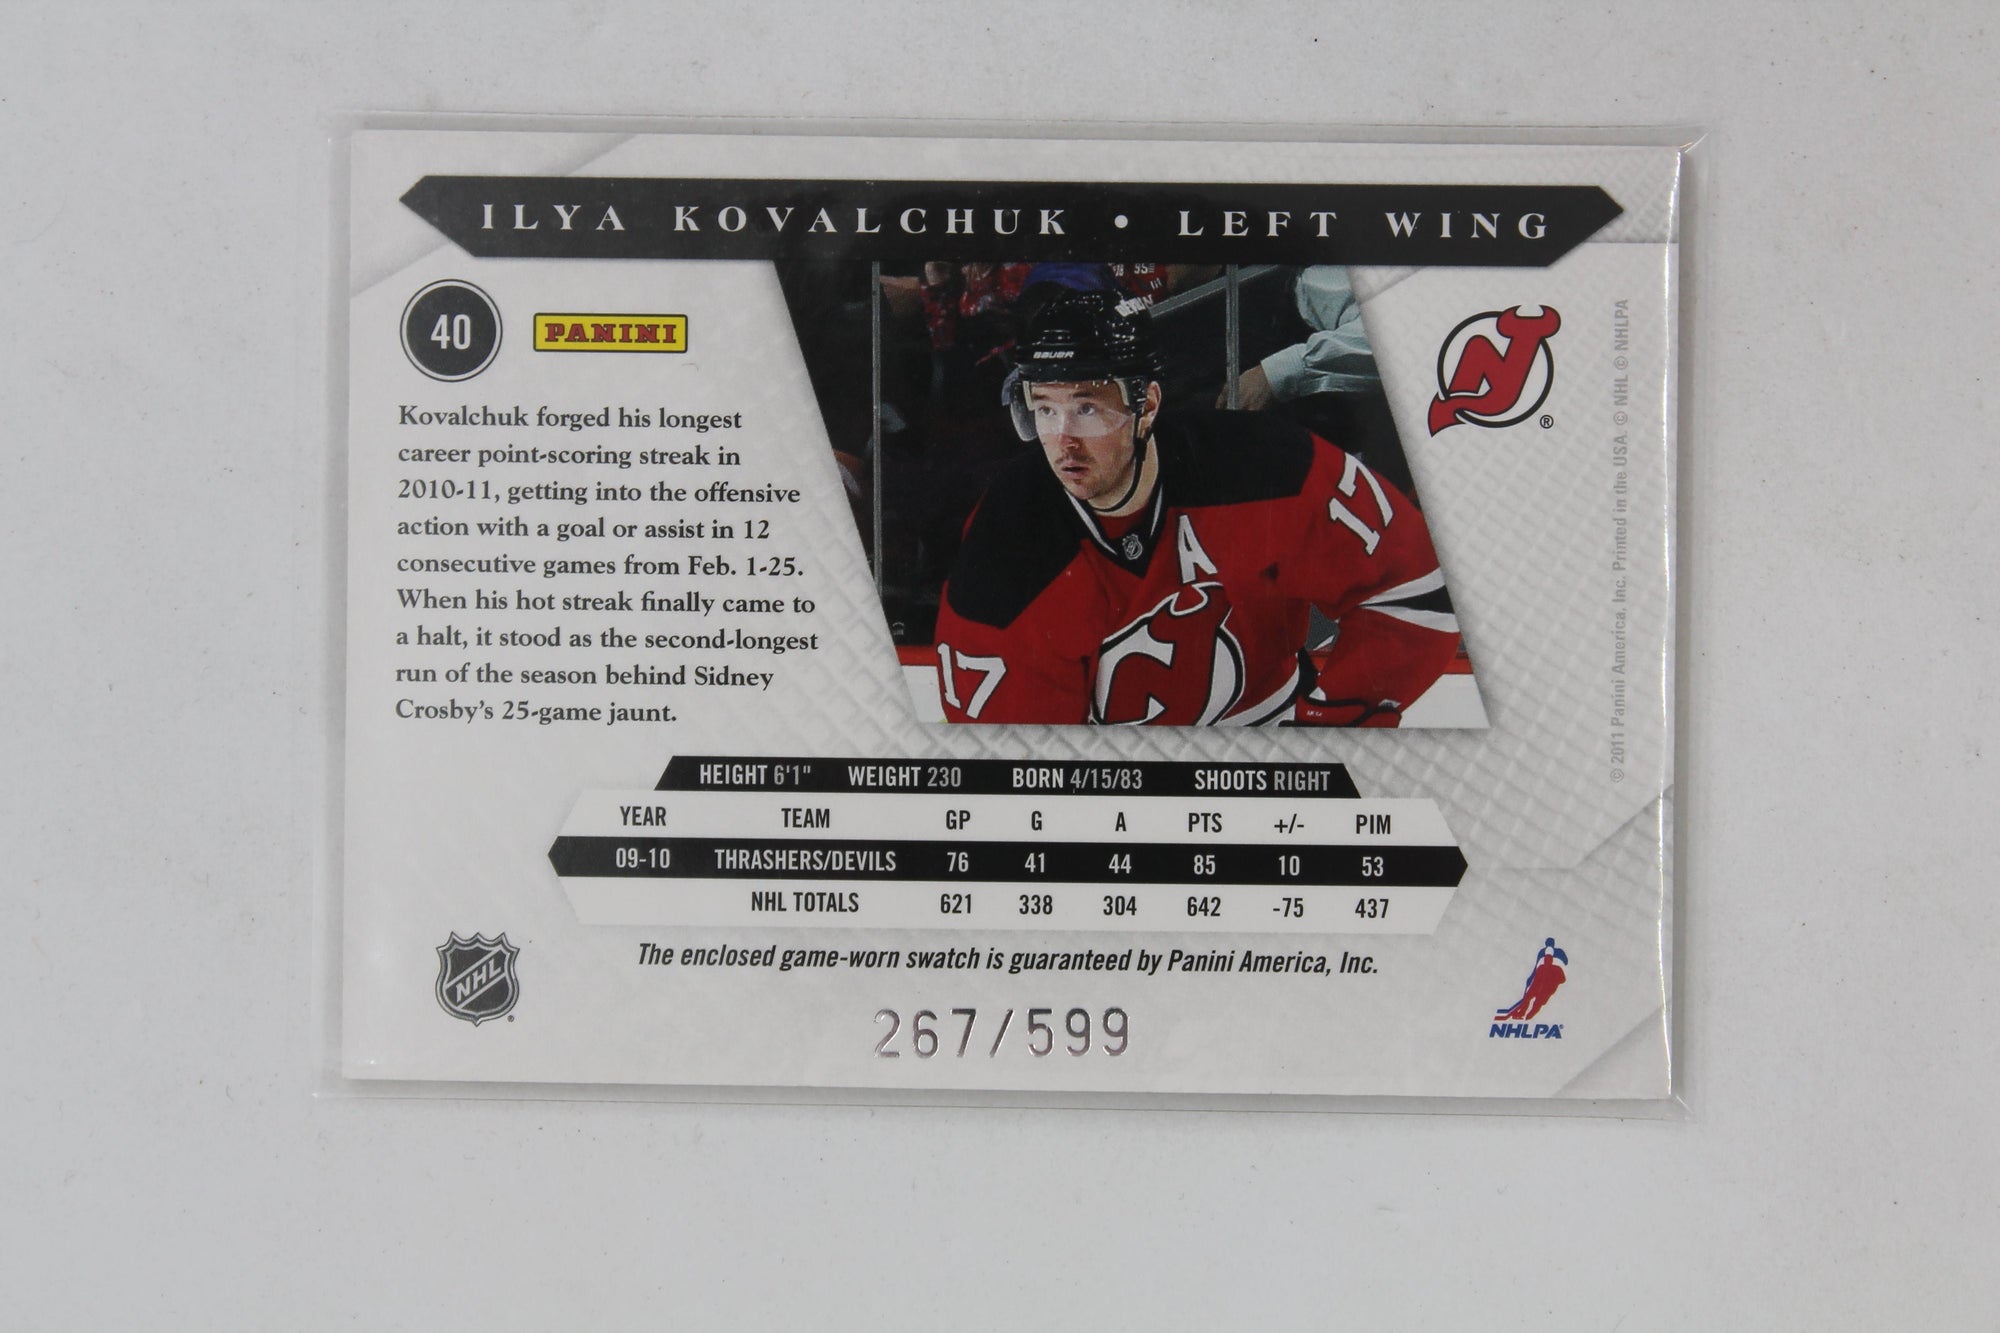 ILYA KOVALCHUK • LEFT WING
40
PANINI
Kovalchuk forged his longest
career point-scoring streak in
2010-11, getting into the offensive
action with a goal or assist in 12
consecutive games from Feb. 1-25.
When his hot streak finally came to
a halt, it stood as the second-longest
run of the season behind Sidney
Crosby's 25-game jaunt.
BAUER
A
17
17
®
© 2011 Panini America, Inc. Printed in the USA. © NHL © NHLPA
HEIGHT 6'1" WEIGHT 230 BORN 4/15/83 SHOOTS RIGHT
YEAR TEAM GP G A PTS +/- PIM
09-10 THRASHERS/DEVILS 76 41 44 85 10 53
NHL TOTALS 621 338 304 642 -75 437
The enclosed game-worn swatch is guaranteed by Panini America, Inc.
NHL
267/599
NHLPA